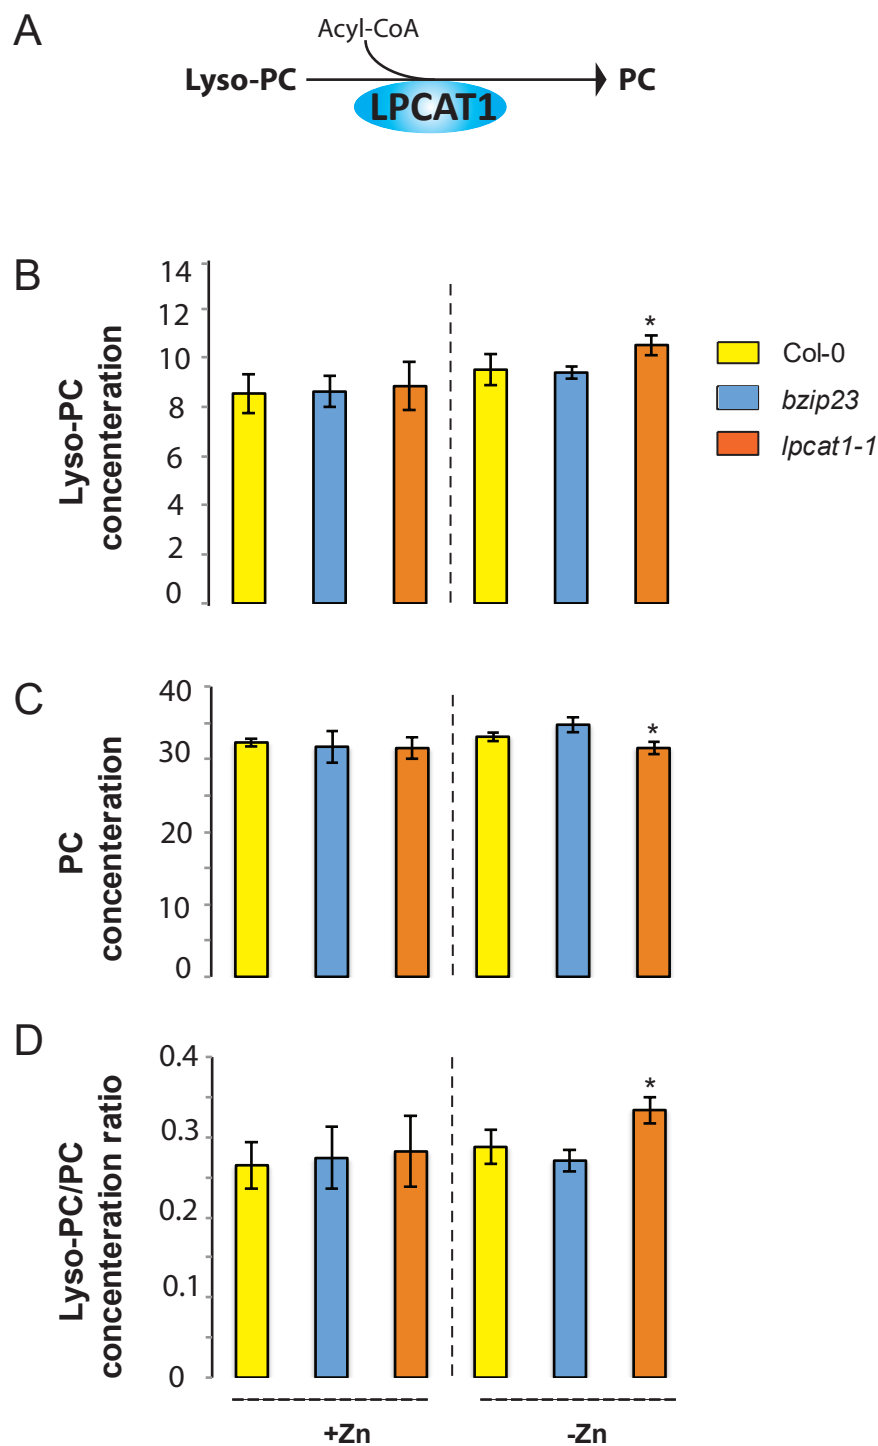 A
Acyl-CoA
Lyso-PC
PC
LPCAT1
B
Lyso-PC
concenteration
14
12
10
8
6
4
2
0
*
Col-0
bzip23
lpcat1-1
C
PC
concenteration
40
30
20
10
0
*
D
Lyso-PC/PC
concenteration ratio
0.4
0.3
0.2
0.1
0
*
+Zn
-Zn